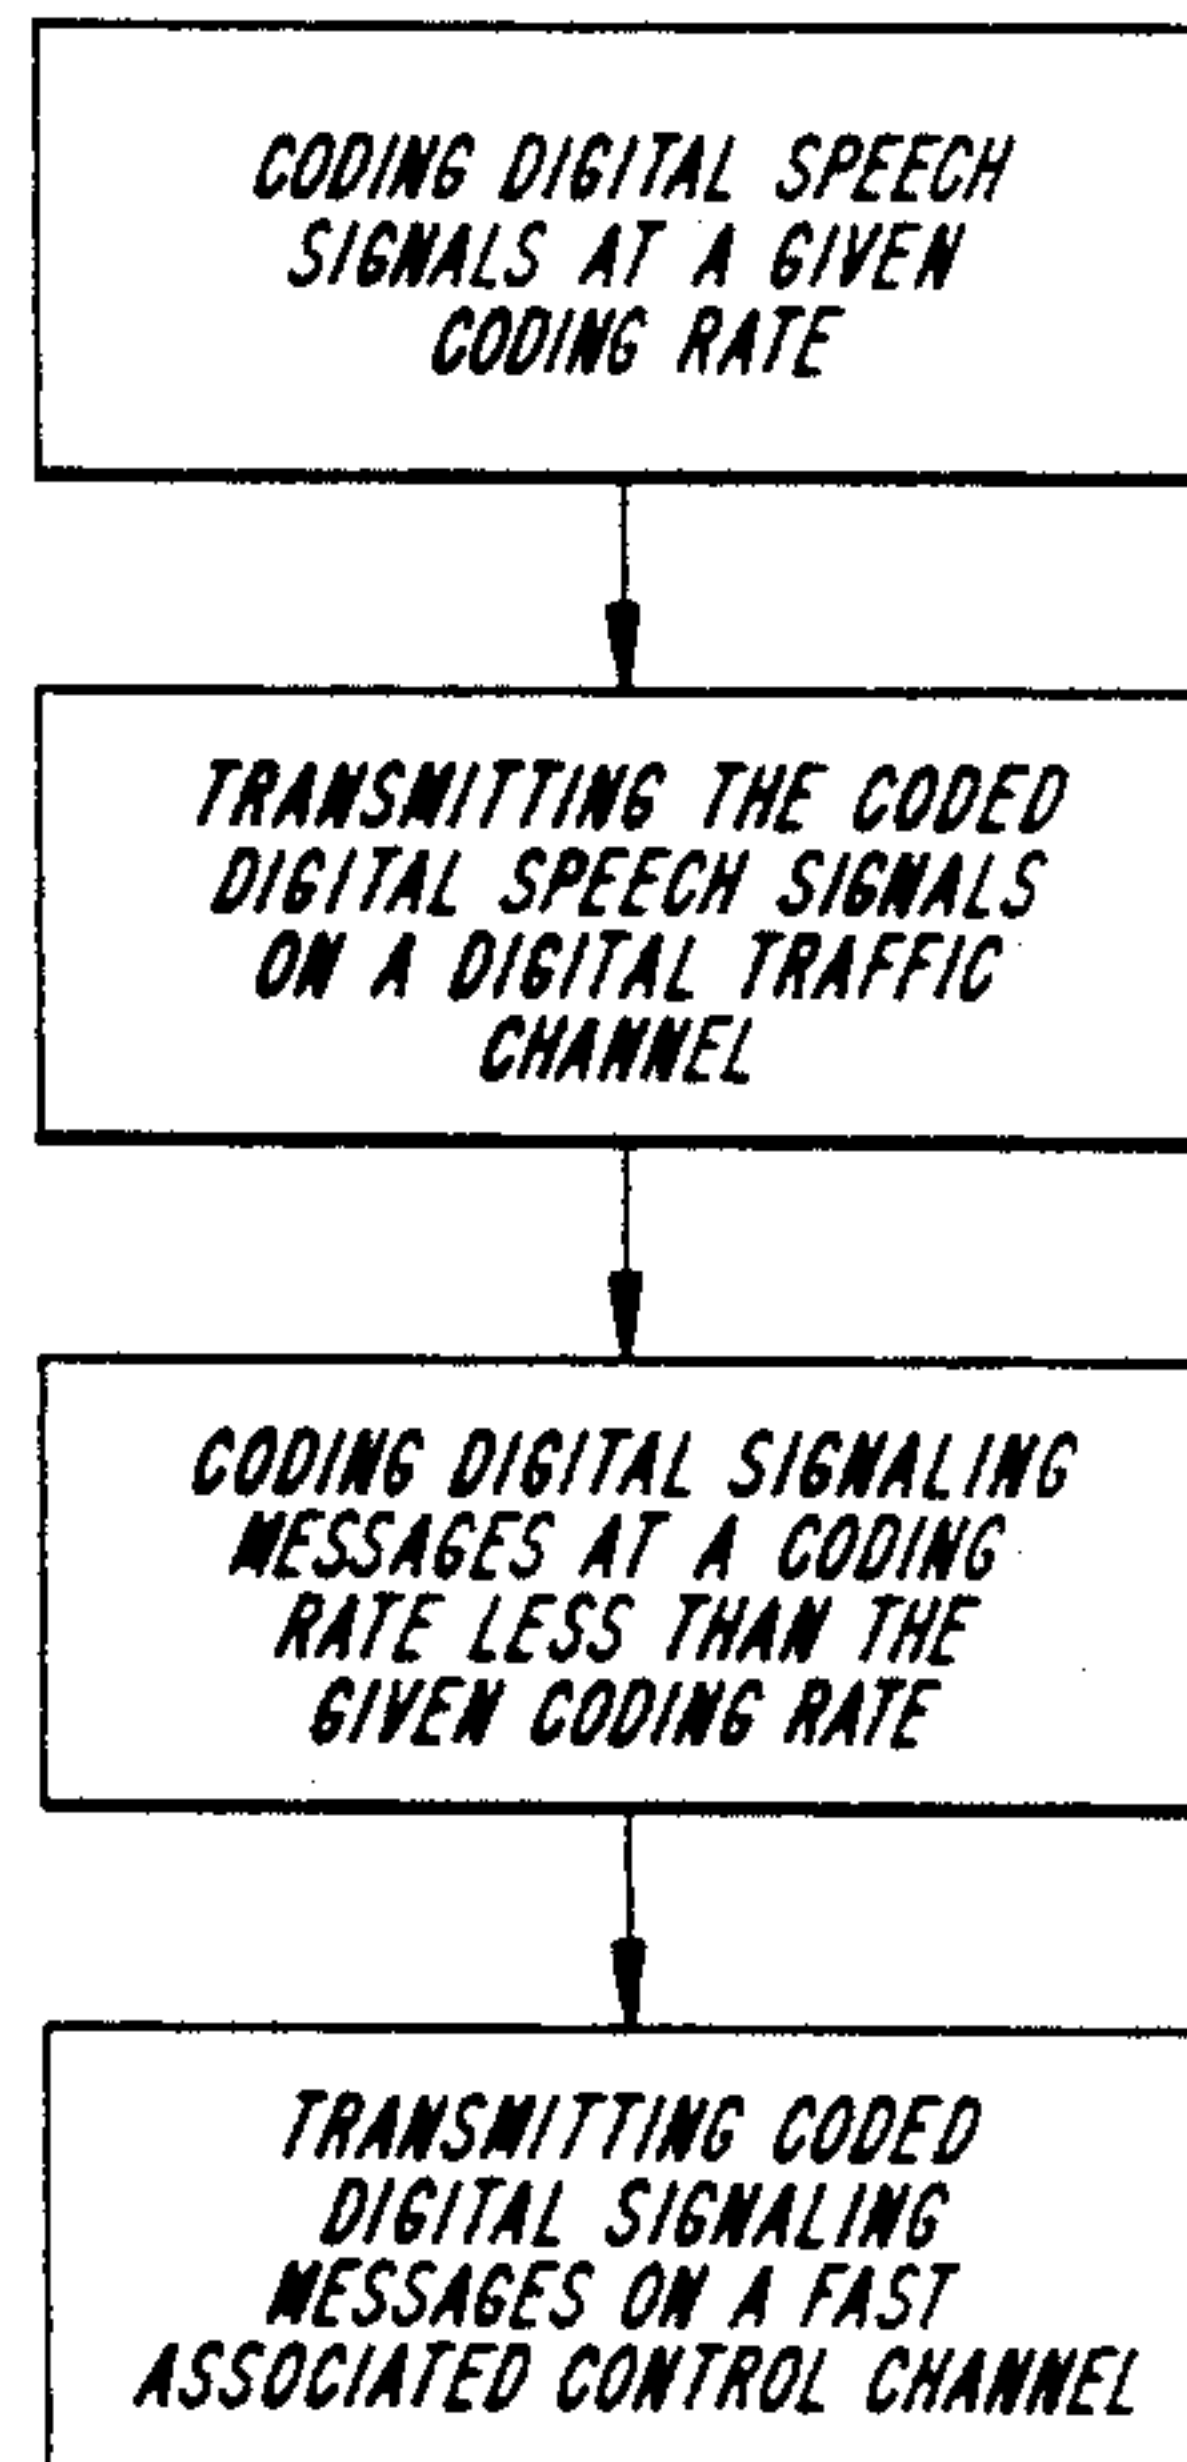 CODING DIGITAL SPEECH
SIGNALS AT A GIVEN
CODING RATE
TRANSMITTING THE CODED
DIGITAL SPEECH SIGNALS
ON A DIGITAL TRAFFIC
CHANNEL
CODING DIGITAL SIGNALING
MESSAGES AT A CODING
RATE LESS THAN THE
GIVEN CODING RATE
TRANSMITTING CODED
DIGITAL SIGNALING
MESSAGES ON A FAST
ASSOCIATED CONTROL CHANNEL